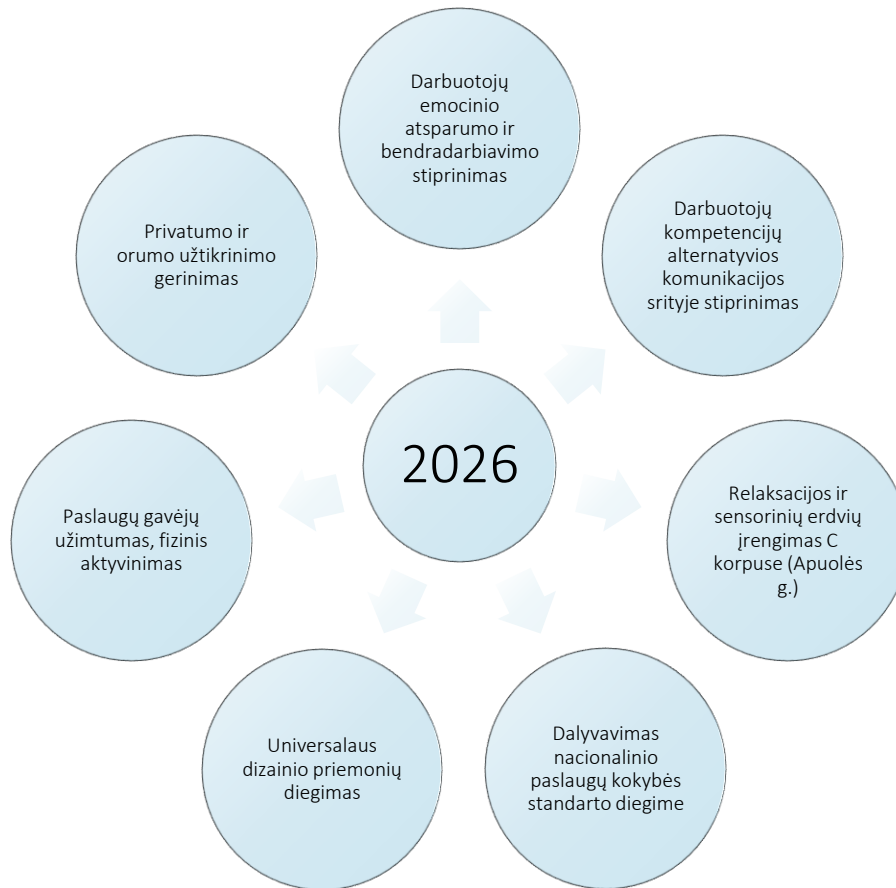 Darbuotojų
emocinio
atsparumo ir
bendradarbiavimo
stiprinimas
Darbuotojų
kompetencijų
alternatyvios
komunikacijos
srityje stiprinimas
Relaksacijos ir
sensorinių erdvių
įrengimas C
korpuse (Apuolės
g.)
Dalyvavimas
nacionalinio
paslaugų kokybės
standarto diegime
Universalaus
dizaino priemonių
diegimas
Paslaugų gavėjų
užimtumas, fizinis
aktyvinimas
Privatumo ir
orumo užtikrinimo
gerinimas
2026